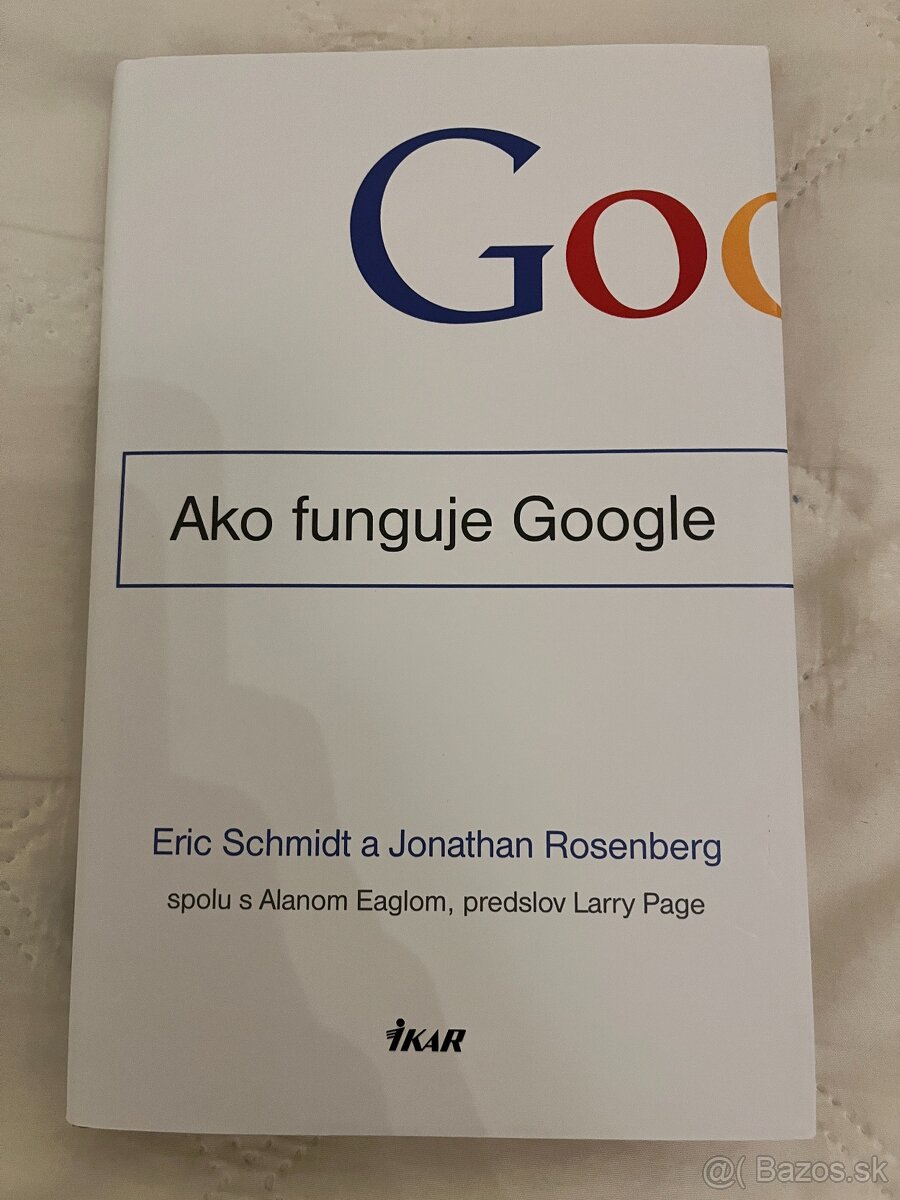 Goo
Ako funguje Google
Eric Schmidt a Jonathan Rosenberg
spolu s Alanom Eaglom, predslov Larry Page
iKAR
@( Bazos.sk